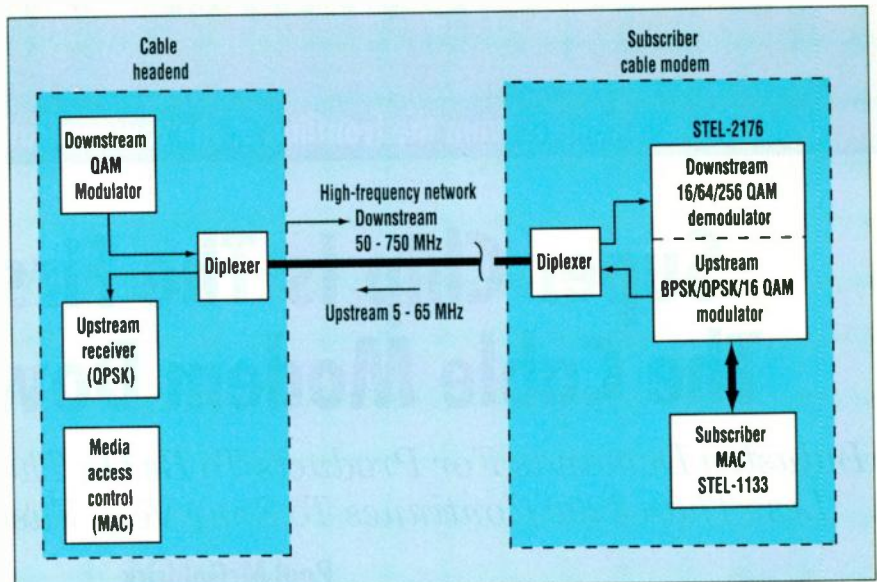 Cable
headend
Downstream
QAM
Modulator
Diplexer
Upstream
receiver
(QPSK)
Media
access
control
(MAC)
High-frequency network
Downstream
50 - 750 MHz
Upstream 5 - 65 MHz
Subscriber
cable modem
STEL-2176
Diplexer
Downstream
16/64/256 QAM
demodulator
Upstream
BPSK/QPSK/16 QAM
modulator
Subscriber
MAC
STEL-1133